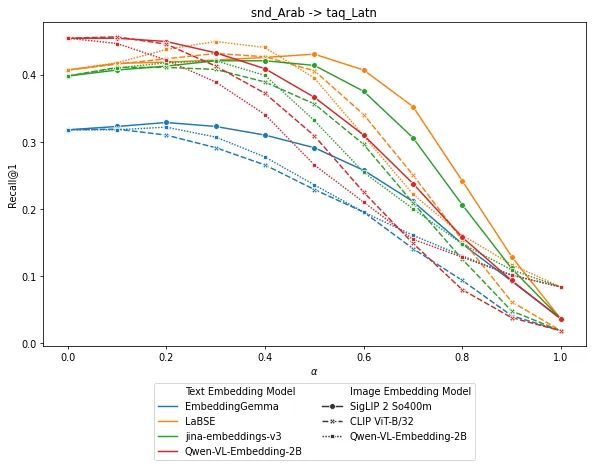 snd_Arab -> taq_Latn
Recall@1
0.4
0.3
0.2
0.1
0.0
0.0 0.2 0.4 0.6 0.8 1.0
α
Text Embedding Model Image Embedding Model
EmbeddingGemma SigLIP 2 So400m
LaBSE CLIP ViT-B/32
jina-embeddings-v3 Qwen-VL-Embedding-2B
Qwen-VL-Embedding-2B